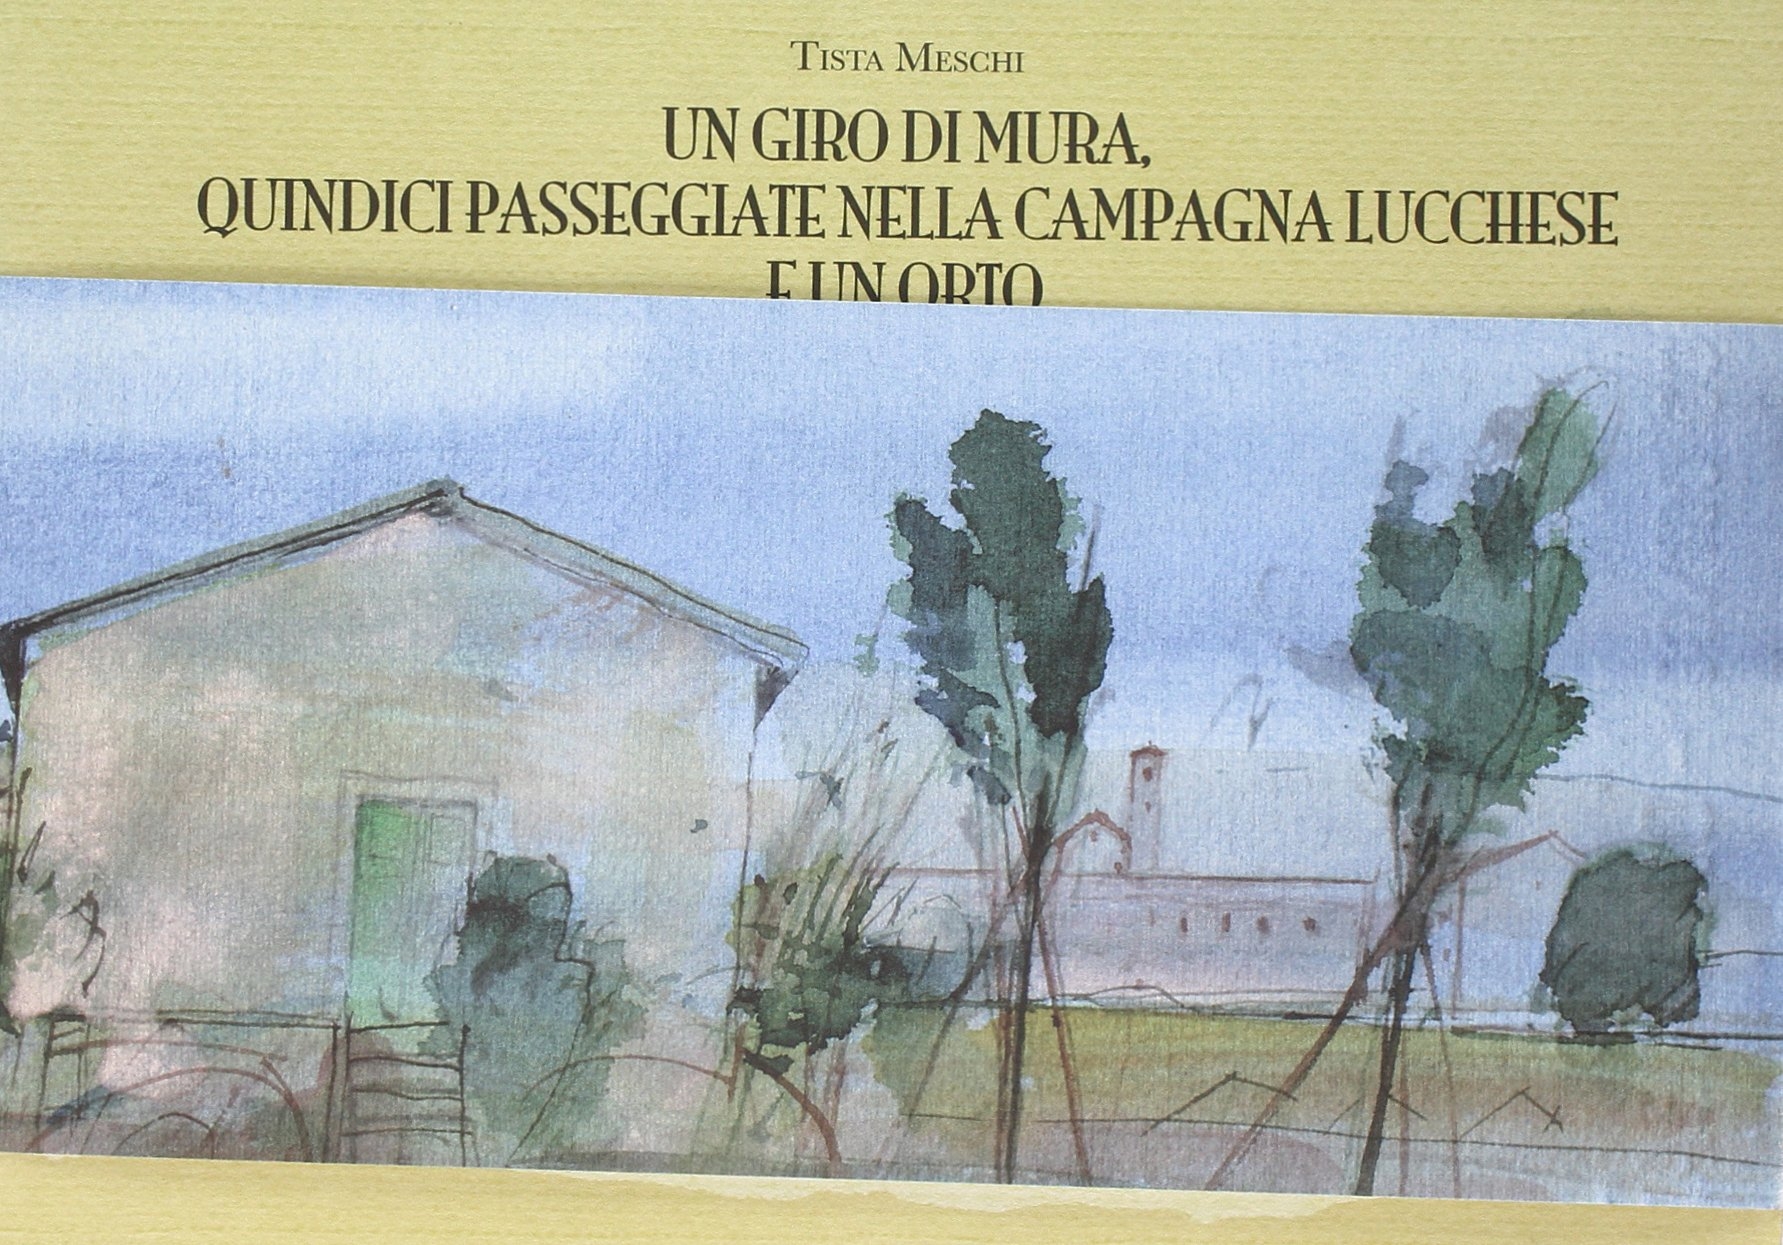 Tista Meschi
UN GIRO DI MURA,
QUINDICI PASSEGGIATE NELLA CAMPAGNA LUCCHESE
E UN ORTO